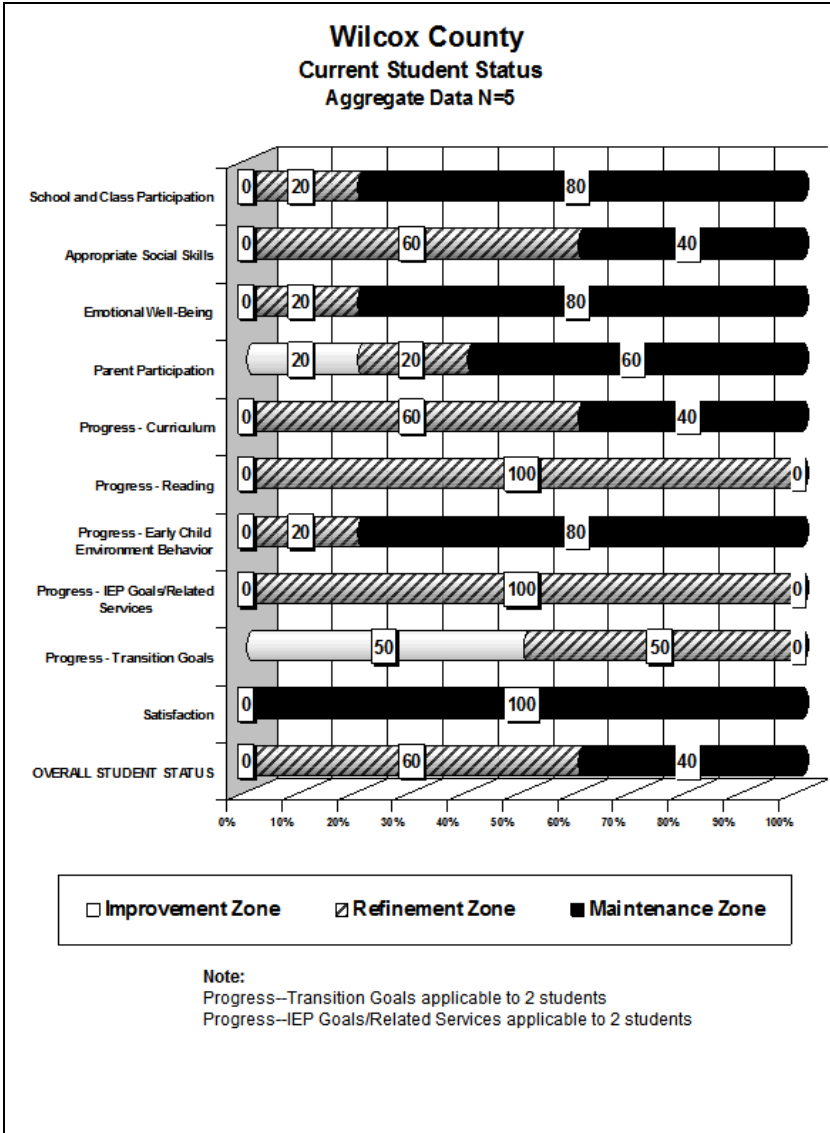 Wilcox County
Current Student Status
Aggregate Data N=5
School and Class Participation
0 20 80
Appropriate Social Skills
0 60 40
Emotional Well-Being
0 20 80
Parent Participation
20 20 60
Progress - Curriculum
0 60 40
Progress - Reading
0 100 0
Progress - Early Child
Environment Behavior
0 20 80
Progress - IEP Goals/Related
Services
0 100 0
Progress - Transition Goals
50 50 0
Satisfaction
0 100
OVERALL STUDENT STATUS
0 60 40
0% 10% 20% 30% 40% 50% 60% 70% 80% 90% 100%
Improvement Zone Refinement Zone Maintenance Zone
Note:
Progress--Transition Goals applicable to 2 students
Progress--IEP Goals/Related Services applicable to 2 students